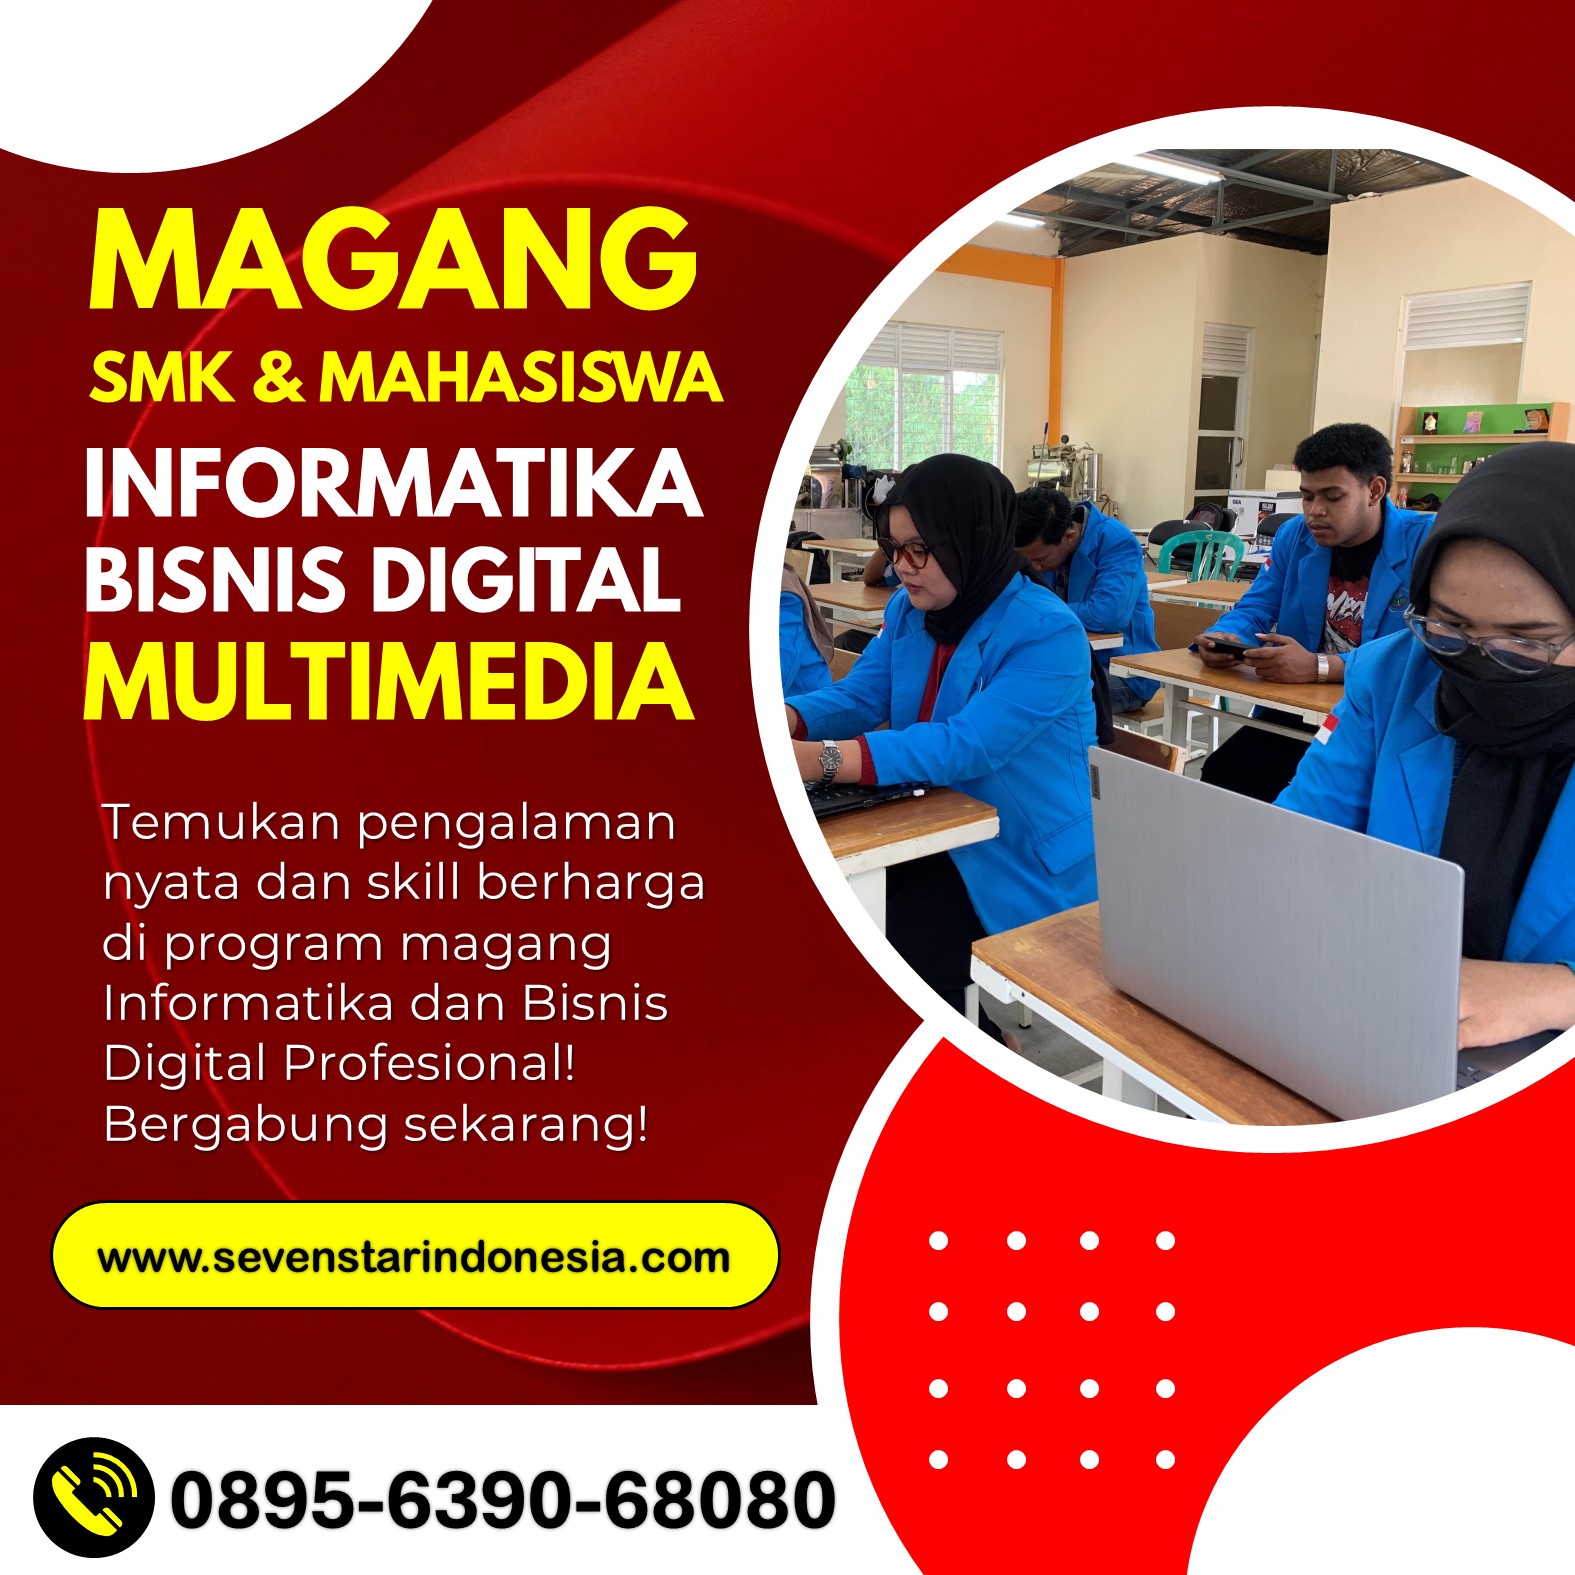 MAGANG
SMK & MAHASISWA
INFORMATIKA
BISNIS DIGITAL
MULTIMEDIA
Temukan pengalaman
nyata dan skill berharga
di program magang
Informatika dan Bisnis
Digital Profesional!
Bergabung sekarang!
www.sevenstarindonesia.com
0895-6390-68080